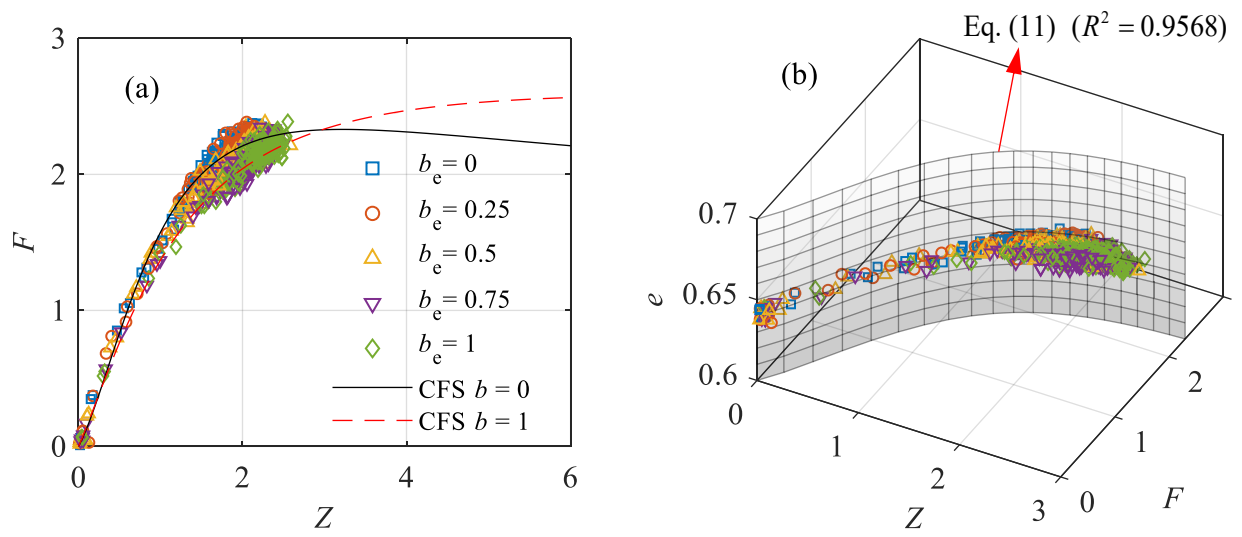 (a)
F
3
2
1
0
0
2
4
6
Z
b_e = 0
b_e = 0.25
b_e = 0.5
b_e = 0.75
b_e = 1
CFS b = 0
CFS b = 1
Eq. (11) (R² = 0.9568)
(b)
e
0.7
0.65
0.6
0
1
2
3
Z
0
1
2
F